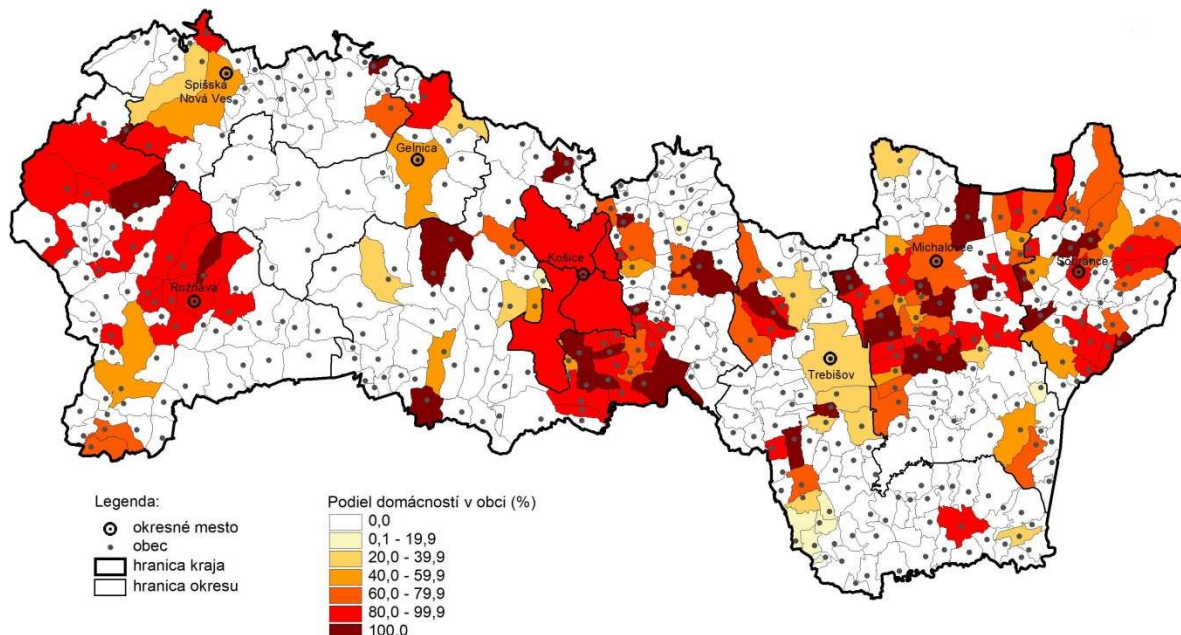 Spišská
Nová Ves
Gelnica
Rožňava
Košice
Michalovce
Sobrance
Trebišov
Legenda:
okresné mesto
obec
hranica kraja
hranica okresu
Podiel domácností v obci (%)
0,0
0,1 - 19,9
20,0 - 39,9
40,0 - 59,9
60,0 - 79,9
80,0 - 99,9
100,0